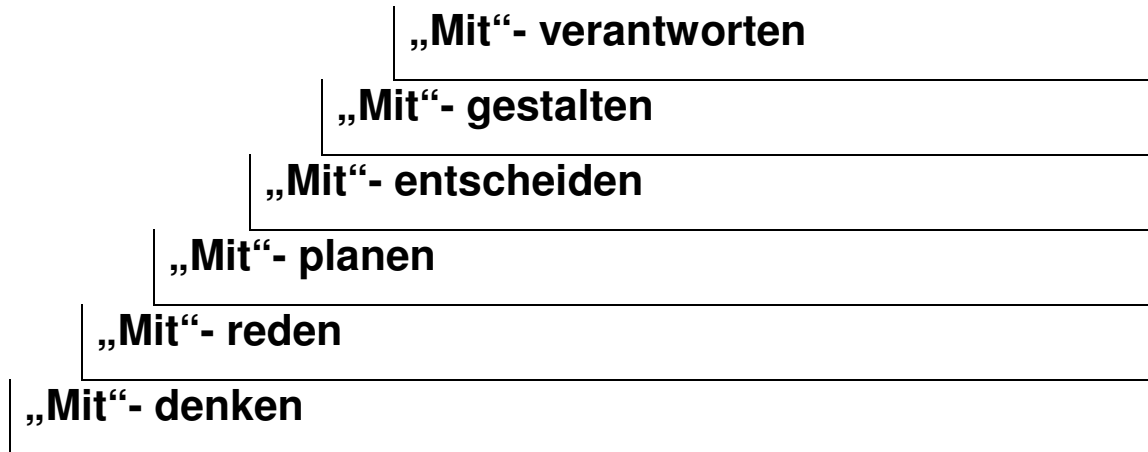 „Mit“- verantworten
„Mit“- gestalten
„Mit“- entscheiden
„Mit“- planen
„Mit“- reden
„Mit“- denken